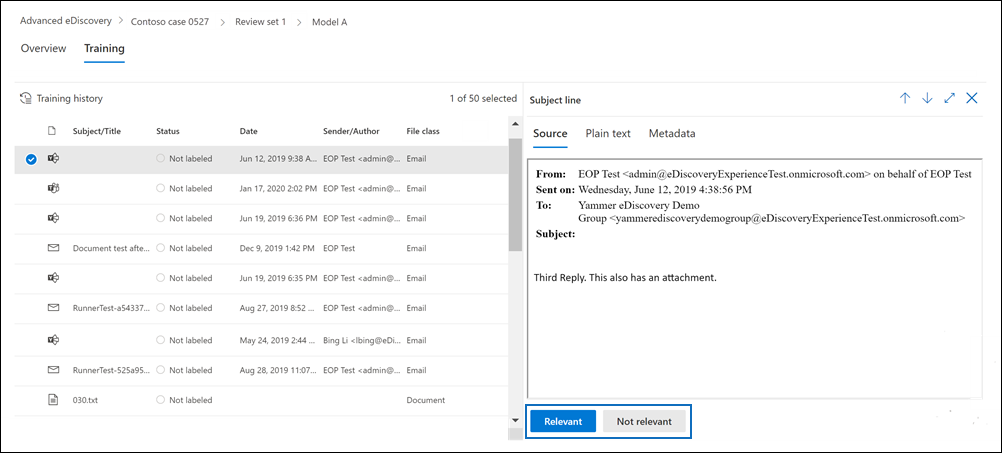 Advanced eDiscovery > Contoso case 0527 > Review set 1 > Model A
Overview Training
Training history 1 of 50 selected
Subject/Title Status Date Sender/Author File class
Not labeled Jun 12, 2019 9:38 A... EOP Test <admin@... Email
Not labeled Jan 17, 2020 2:02 PM EOP Test <admin@... Email
Not labeled Jun 19, 2019 6:36 PM EOP Test <admin@... Email
Document test afte... Not labeled Dec 9, 2019 1:42 PM EOP Test Email
Not labeled Jun 19, 2019 6:35 PM EOP Test <admin@... Email
RunnerTest-a54337... Not labeled Aug 27, 2019 8:52 ... EOP Test <admin@... Email
Not labeled May 24, 2019 2:44 ... Bing Li <lbing@eDi... Email
RunnerTest-525a95... Not labeled Aug 28, 2019 11:07... EOP Test <admin@... Email
030.txt Not labeled Document
Subject line
Source Plain text Metadata
From: EOP Test <admin@eDiscoveryExperienceTest.onmicrosoft.com> on behalf of EOP Test
Sent on: Wednesday, June 12, 2019 4:38:56 PM
To: Yammer eDiscovery Demo
Group <yammerediscoverydemogroup@eDiscoveryExperienceTest.onmicrosoft.com>
Subject:
Third Reply. This also has an attachment.
Relevant Not relevant